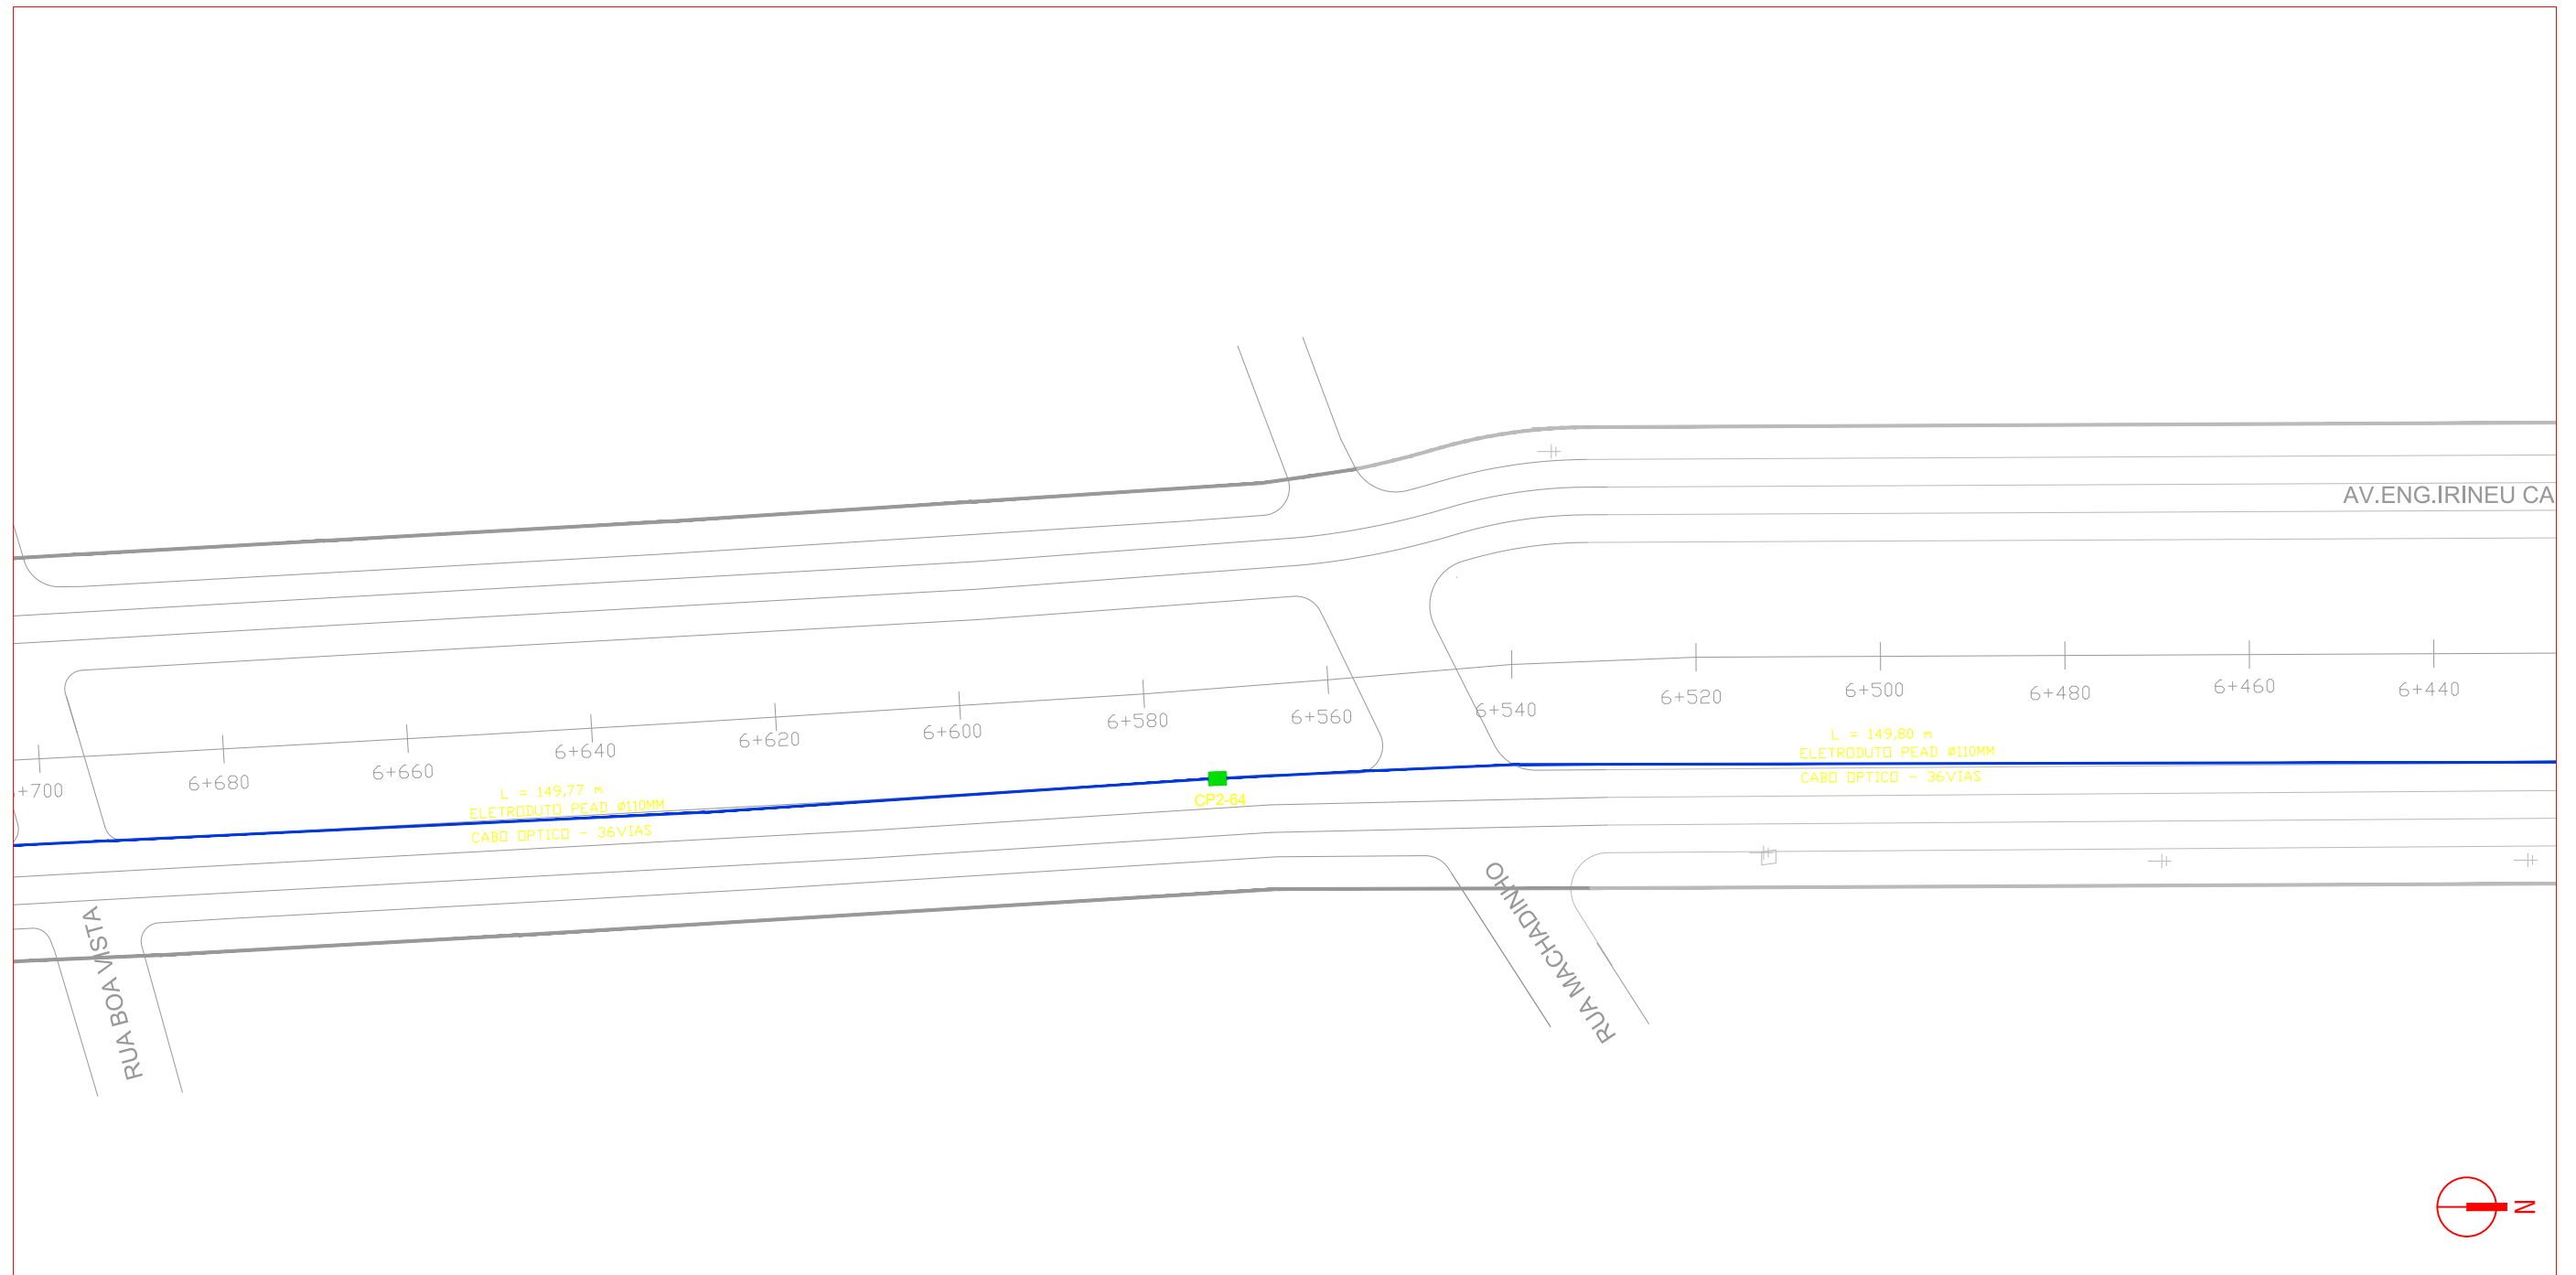 AV.ENG.IRINEU CA
+700
6+680
6+660
6+640
6+620
6+600
6+580
6+560
6+540
6+520
6+500
6+480
6+460
6+440
L = 149,77 m
ELETRODUTO PEAD Ø110MM
CABO OPTICO - 36VIAS
CP2-64
L = 149,80 m
ELETRODUTO PEAD Ø110MM
CABO OPTICO - 36VIAS
RUA BOA VISTA
RUA MACHADINHO
N